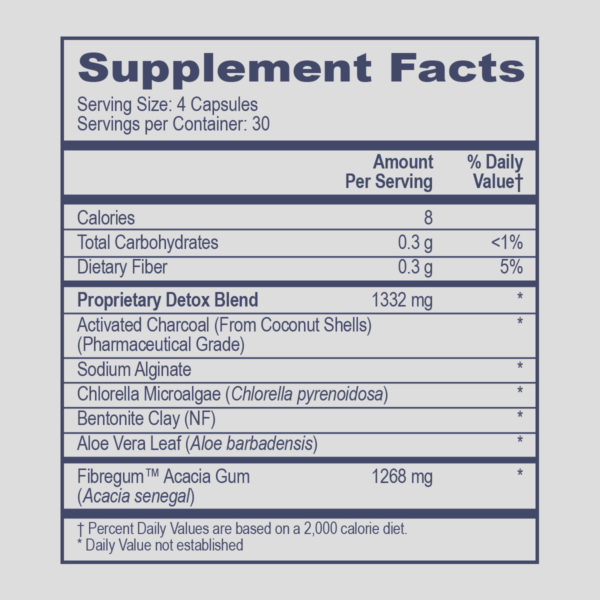 Supplement Facts
Serving Size: 4 Capsules
Servings per Container: 30
Amount Per Serving % Daily Value†
Calories 8
Total Carbohydrates 0.3 g <1%
Dietary Fiber 0.3 g 5%
Proprietary Detox Blend 1332 mg *
Activated Charcoal (From Coconut Shells) *
(Pharmaceutical Grade)
Sodium Alginate *
Chlorella Microalgae (Chlorella pyrenoidosa) *
Bentonite Clay (NF) *
Aloe Vera Leaf (Aloe barbadensis) *
Fibregum™ Acacia Gum 1268 mg *
(Acacia senegal)
† Percent Daily Values are based on a 2,000 calorie diet.
* Daily Value not established